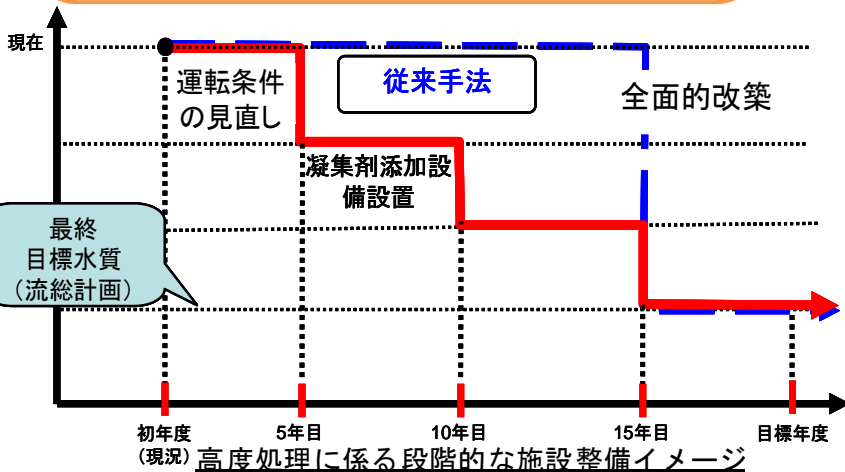 現在
運転条件
の見直し
従来手法
全面的改築
凝集剤添加設
備設置
最終
目標水質
(流総計画)
初年度
(現況)
5年目
10年目
15年目
目標年度
高度処理に係る段階的な施設整備イメージ